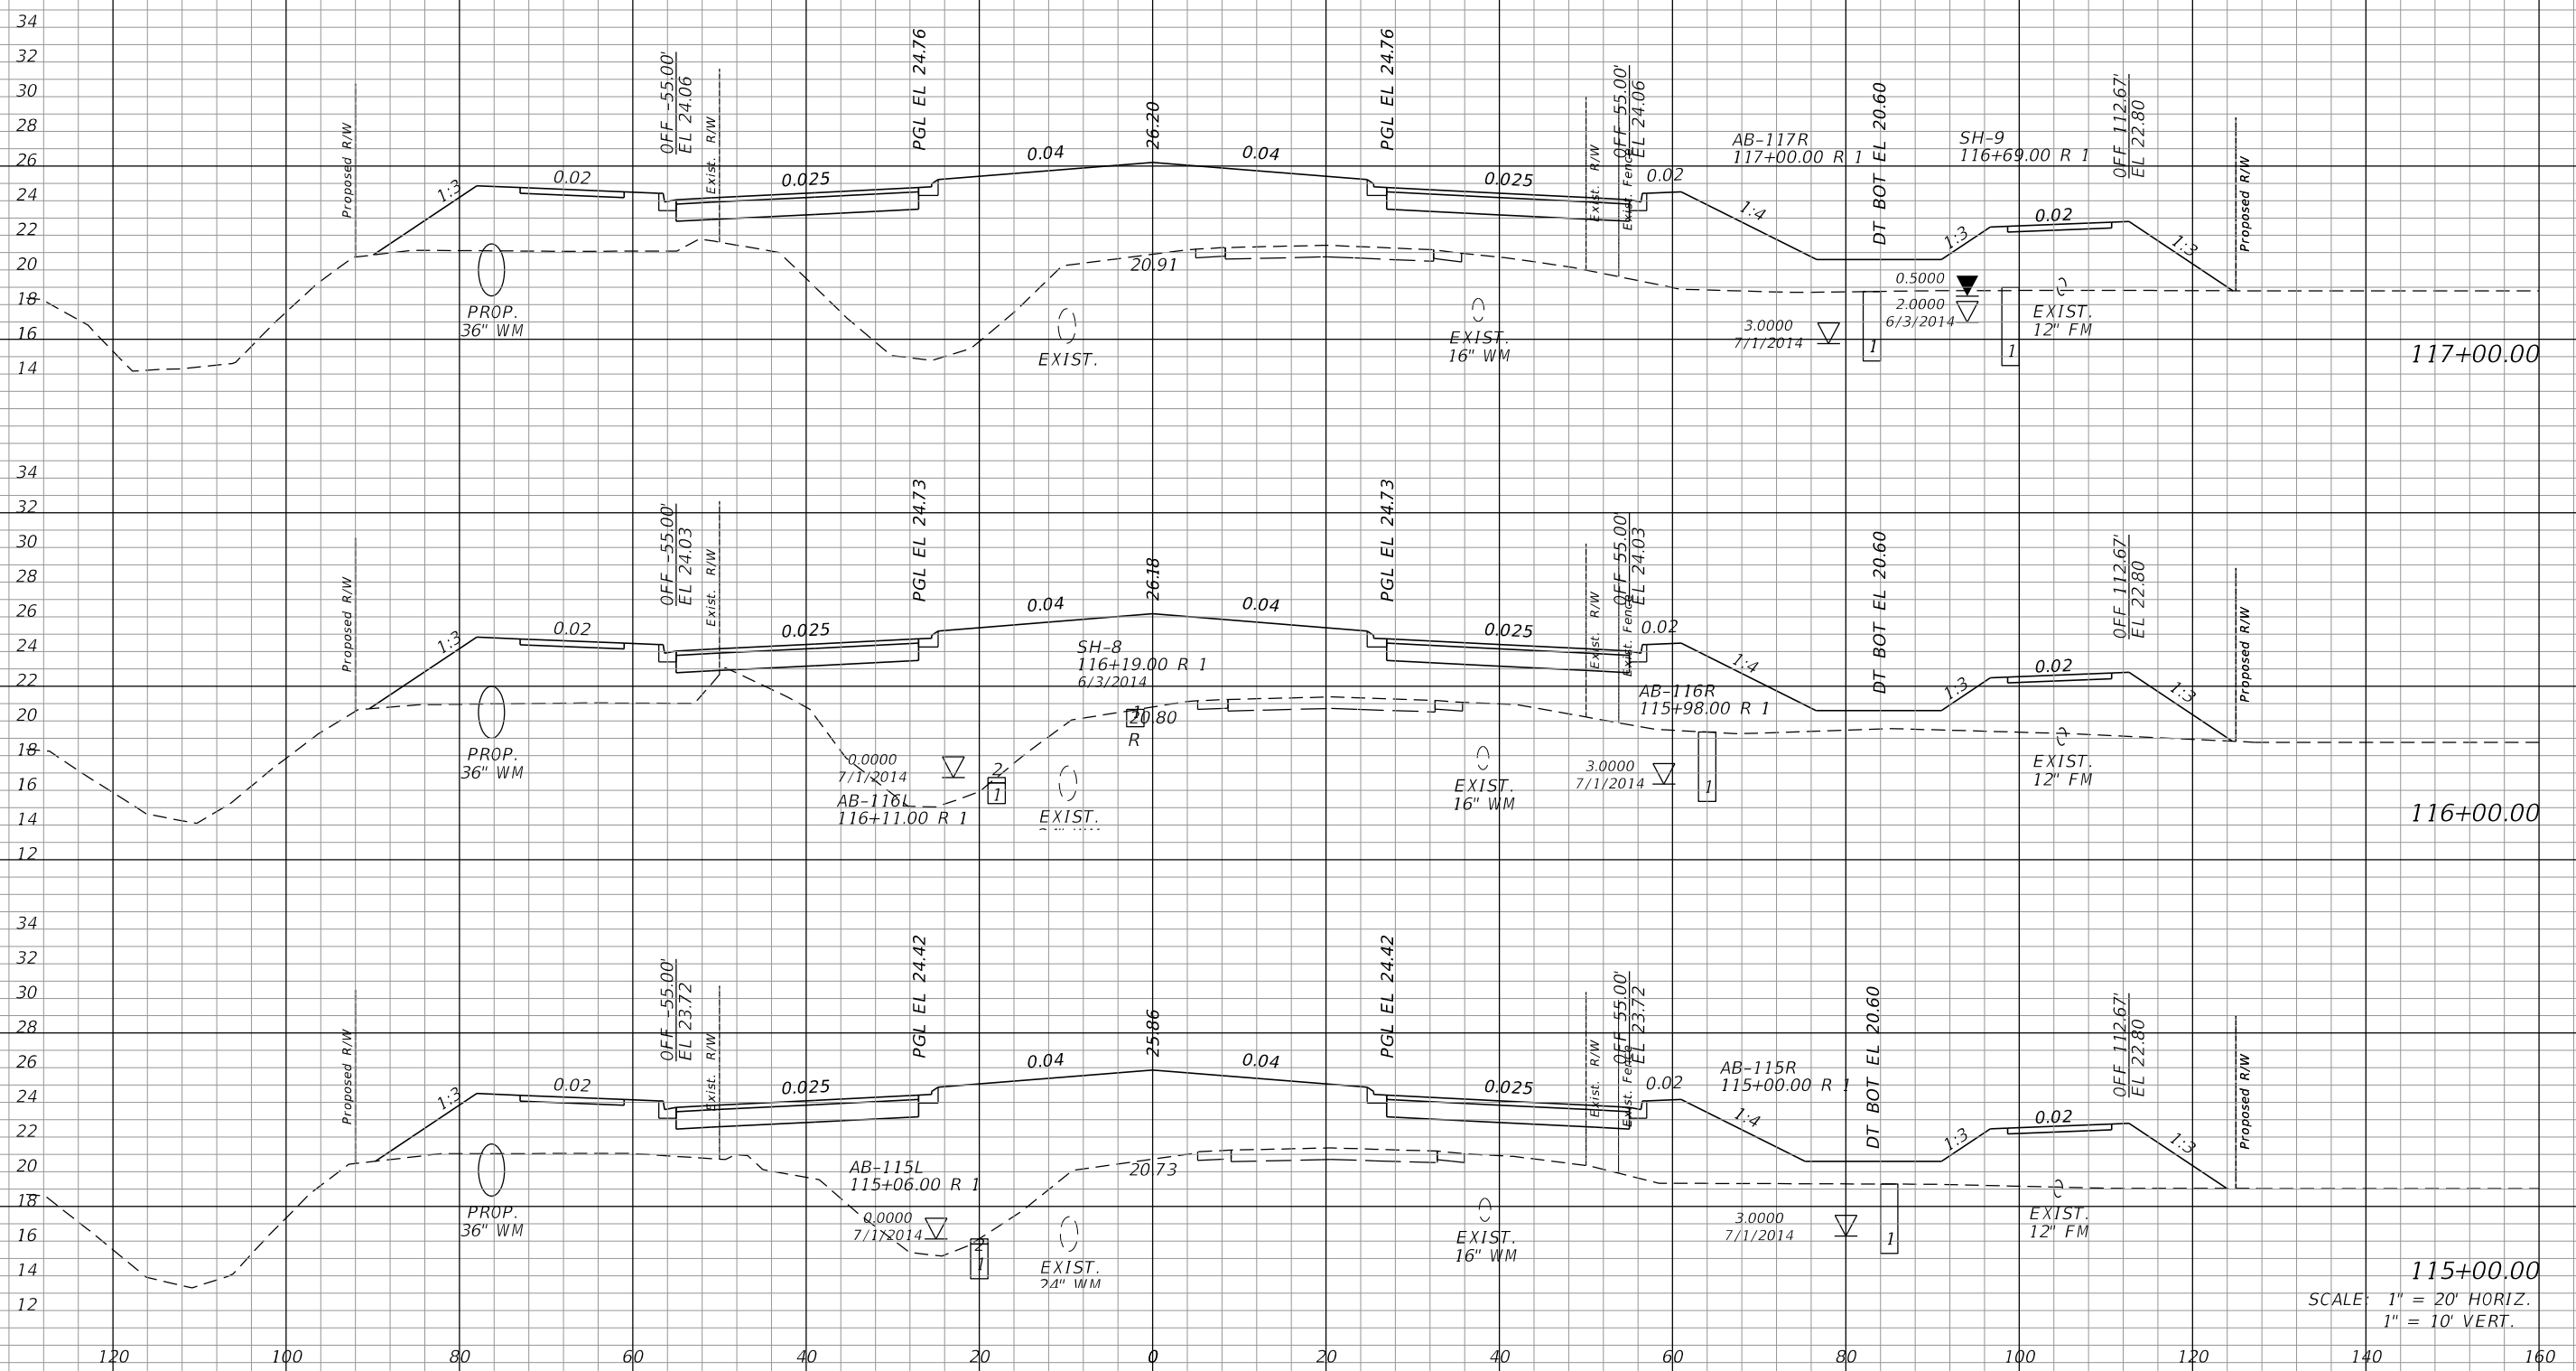 34
32
30
28
26
24
22
20
18
16
14
Proposed R/W
1:3
0.02
OFF -55.00'
EL 24.06
Exist. R/W
0.025
PGL EL 24.76
0.04
26.20
0.04
PGL EL 24.76
0.025
Exist. R/W
OFF 55.00'
EL 24.06
Exist. Fence
0.02
1:4
AB-117R
117+00.00 R 1
DT BOT EL 20.60
SH-9
116+69.00 R 1
1:3
0.02
OFF 112.67'
EL 22.80
1:3
Proposed R/W
PROP.
36" WM
20.91
EXIST.
EXIST.
16" WM
3.0000
7/1/2014
1
0.5000
2.0000
6/3/2014
1
EXIST.
12" FM
117+00.00
34
32
30
28
26
24
22
20
18
16
14
12
Proposed R/W
1:3
0.02
OFF -55.00'
EL 24.03
Exist. R/W
0.025
PGL EL 24.73
0.04
26.18
0.04
PGL EL 24.73
0.025
Exist. R/W
OFF 55.00'
EL 24.03
Exist. Fence
0.02
1:4
DT BOT EL 20.60
1:3
0.02
OFF 112.67'
EL 22.80
1:3
Proposed R/W
SH-8
116+19.00 R 1
6/3/2014
AB-116R
115+98.00 R 1
20.80
R
PROP.
36" WM
0.0000
7/1/2014
AB-116L
116+11.00 R 1
2
1
EXIST.
EXIST.
16" WM
3.0000
7/1/2014
1
EXIST.
12" FM
116+00.00
34
32
30
28
26
24
22
20
18
16
14
12
Proposed R/W
1:3
0.02
OFF -55.00'
EL 23.72
Exist. R/W
0.025
PGL EL 24.42
0.04
25.86
0.04
PGL EL 24.42
0.025
Exist. R/W
OFF 55.00'
EL 23.72
Exist. Fence
0.02
AB-115R
115+00.00 R 1
1:4
DT BOT EL 20.60
1:3
0.02
OFF 112.67'
EL 22.80
1:3
Proposed R/W
AB-115L
115+06.00 R 1
20.73
PROP.
36" WM
0.0000
7/1/2014
2
1
EXIST.
24" WM
EXIST.
16" WM
3.0000
7/1/2014
1
EXIST.
12" FM
115+00.00
SCALE: 1" = 20' HORIZ.
1" = 10' VERT.
120 100 80 60 40 20 0 20 40 60 80 100 120 140 160